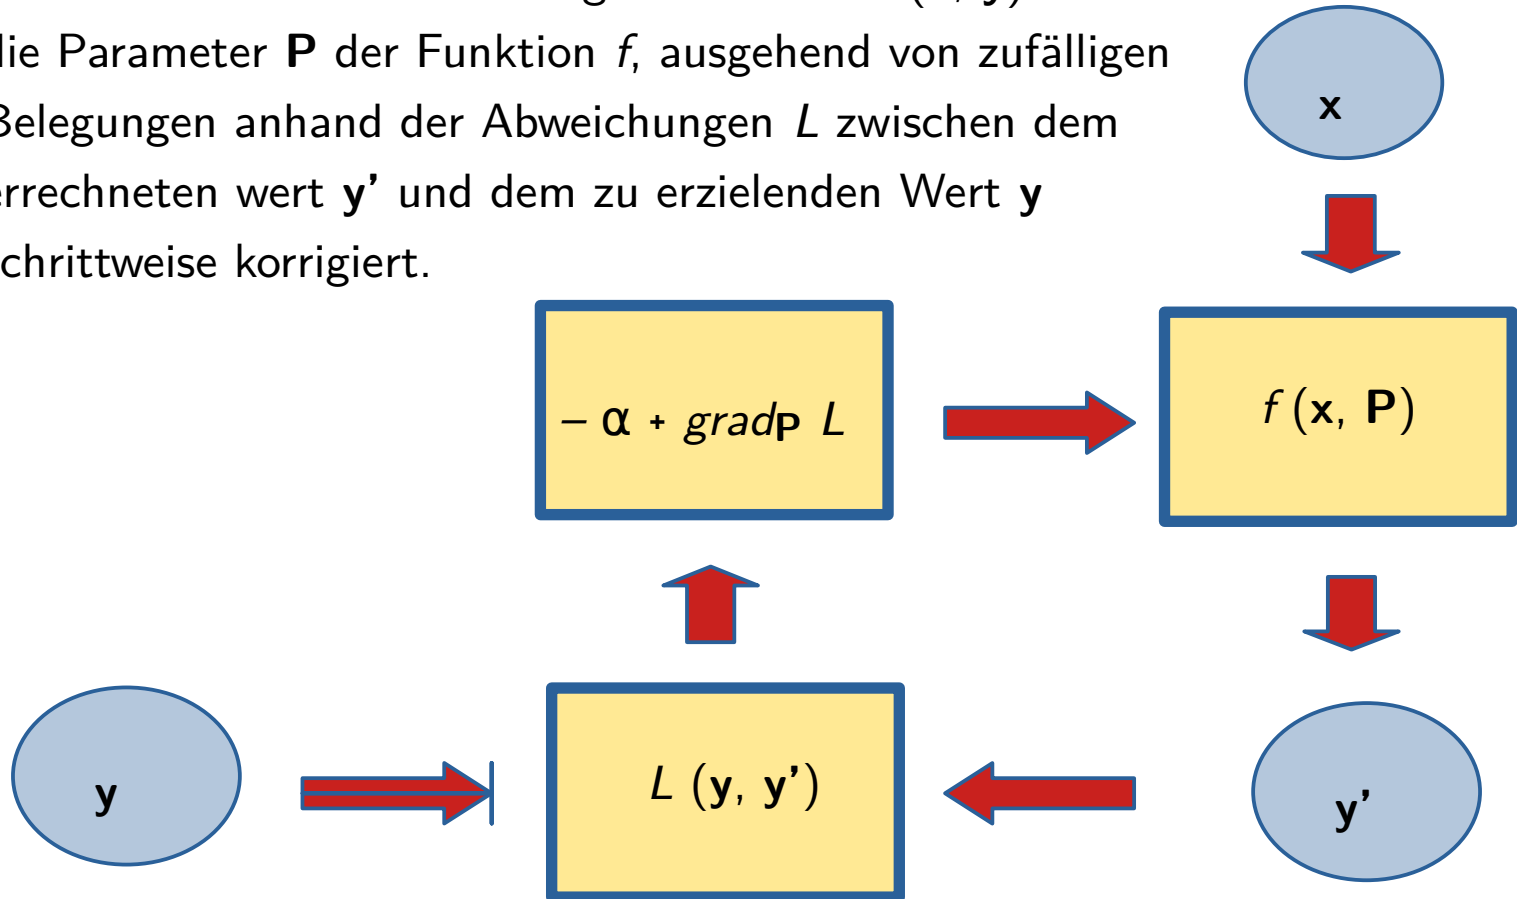 die Parameter P der Funktion f, ausgehend von zufälligen
Belegungen anhand der Abweichungen L zwischen dem
errechneten wert y’ und dem zu erzielenden Wert y
schrittweise korrigiert.
x
– α + gradP L
f (x, P)
y
L (y, y’)
y’